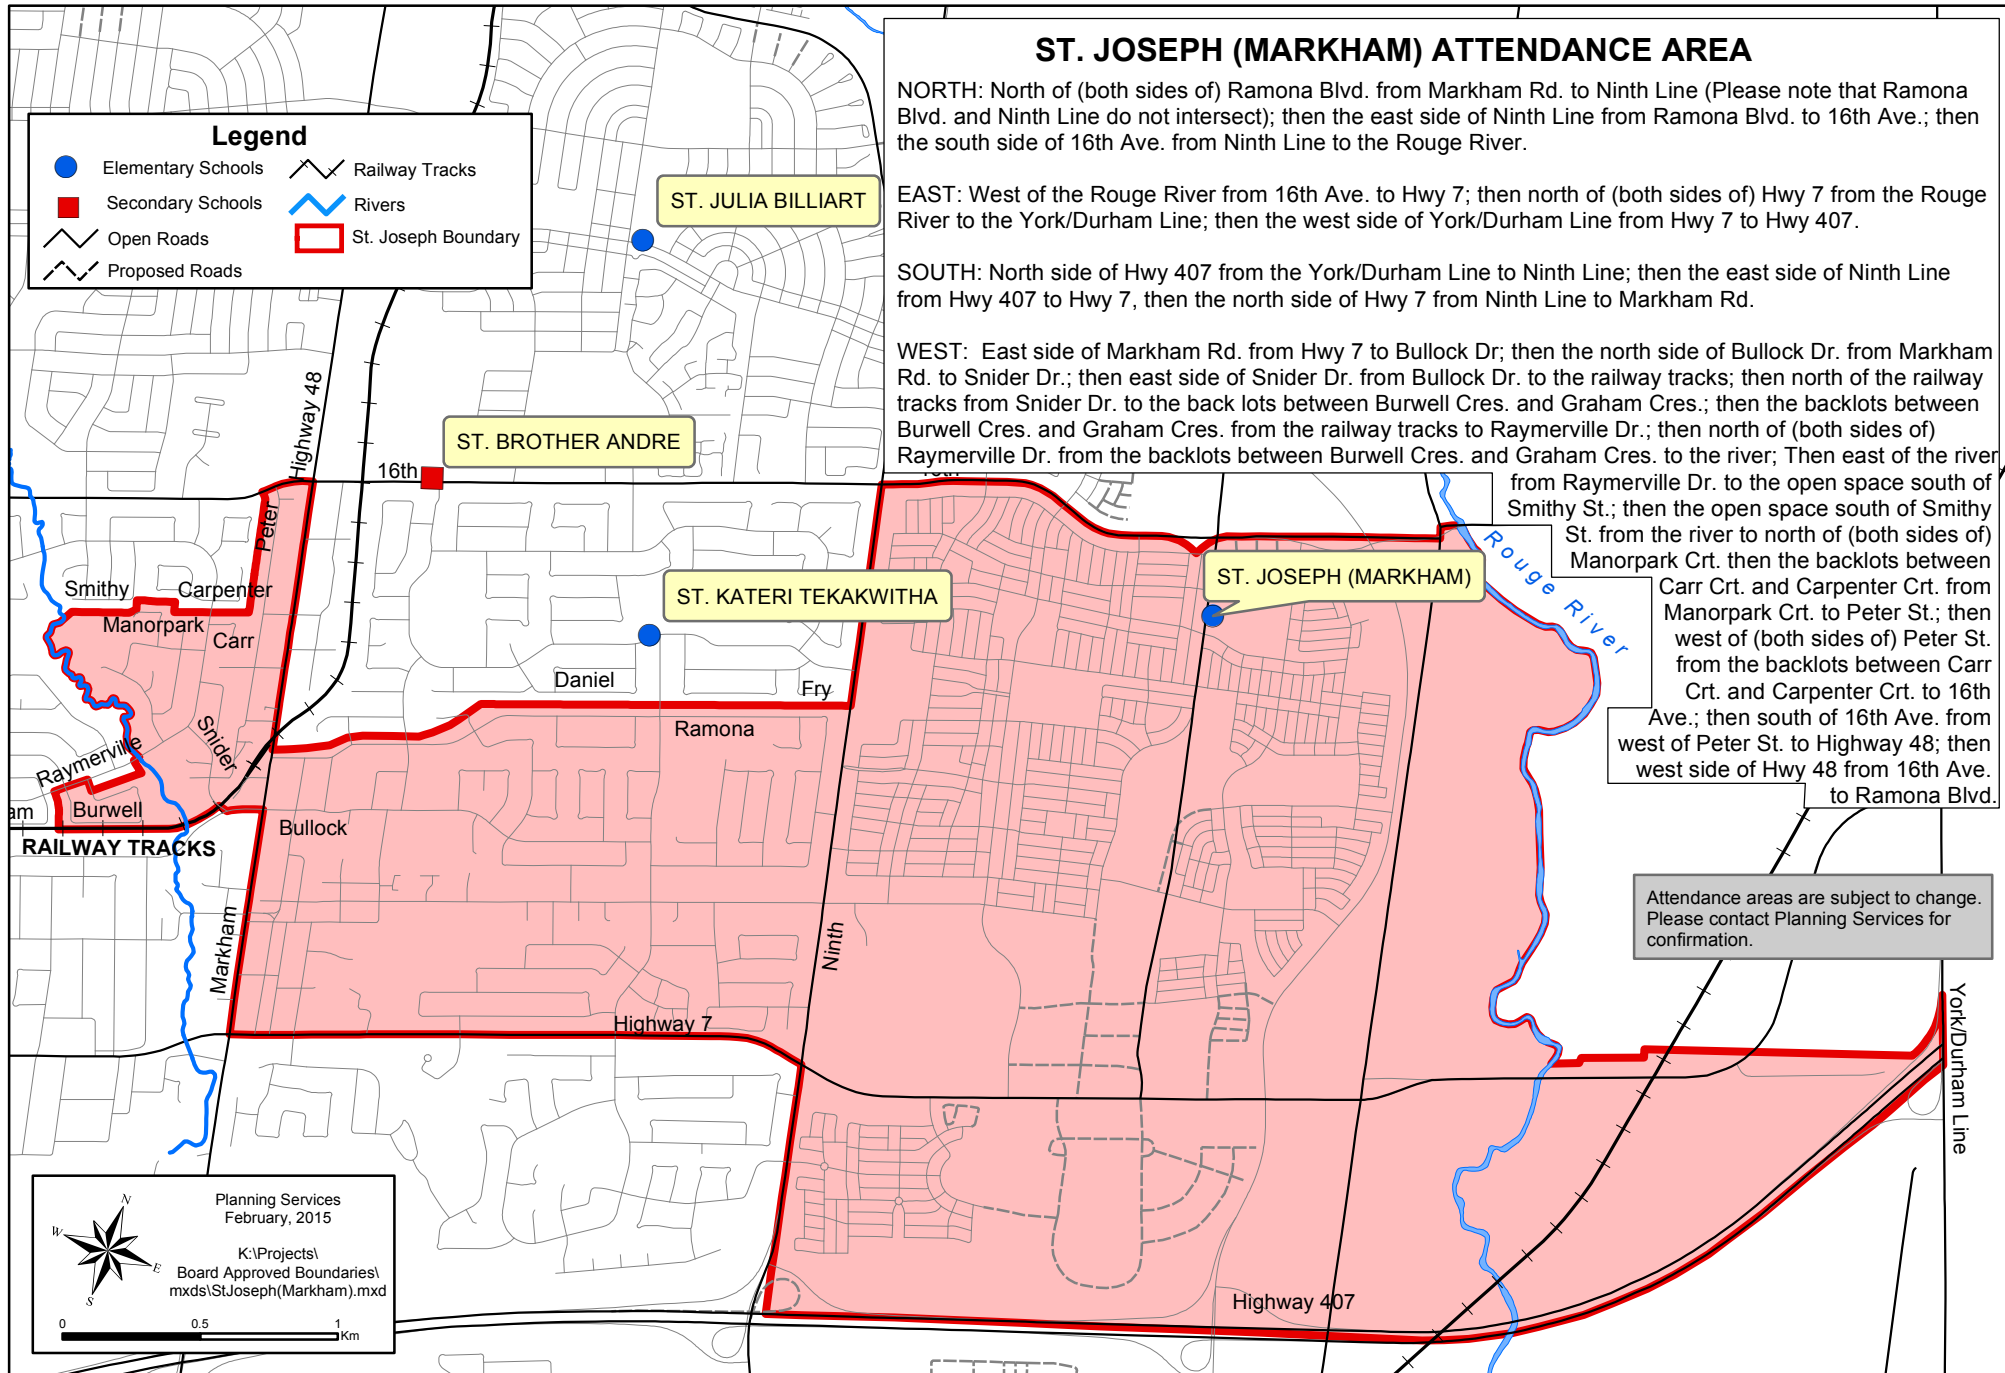 ST. JOSEPH (MARKHAM) ATTENDANCE AREA
NORTH: North of (both sides of) Ramona Blvd. from Markham Rd. to Ninth Line (Please note that Ramona
Blvd. and Ninth Line do not intersect); then the east side of Ninth Line from Ramona Blvd. to 16th Ave.; then
the south side of 16th Ave. from Ninth Line to the Rouge River.
EAST: West of the Rouge River from 16th Ave. to Hwy 7; then north of (both sides of) Hwy 7 from the Rouge
River to the York/Durham Line; then the west side of York/Durham Line from Hwy 7 to Hwy 407.
SOUTH: North side of Hwy 407 from the York/Durham Line to Ninth Line; then the east side of Ninth Line
from Hwy 407 to Hwy 7, then the north side of Hwy 7 from Ninth Line to Markham Rd.
WEST: East side of Markham Rd. from Hwy 7 to Bullock Dr; then the north side of Bullock Dr. from Markham
Rd. to Snider Dr.; then east side of Snider Dr. from Bullock Dr. to the railway tracks; then north of the railway
tracks from Snider Dr. to the back lots between Burwell Cres. and Graham Cres.; then the backlots between
Burwell Cres. and Graham Cres. from the railway tracks to Raymerville Dr.; then north of (both sides of)
Raymerville Dr. from the backlots between Burwell Cres. and Graham Cres. to the river; Then east of the river
from Raymerville Dr. to the open space south of
Smithy St.; then the open space south of Smithy
St. from the river to north of (both sides of)
Manorpark Crt. then the backlots between
Carr Crt. and Carpenter Crt. from
Manorpark Crt. to Peter St.; then
west of (both sides of) Peter St.
from the backlots between Carr
Crt. and Carpenter Crt. to 16th
Ave.; then south of 16th Ave. from
west of Peter St. to Highway 48; then
west side of Hwy 48 from 16th Ave.
to Ramona Blvd.
Legend
Elementary Schools
Railway Tracks
Secondary Schools
Rivers
Open Roads
St. Joseph Boundary
Proposed Roads
ST. JULIA BILLIART
Highway 48
ST. BROTHER ANDRE
16th
Peter
Rouge River
ST. JOSEPH (MARKHAM)
ST. KATERI TEKAKWITHA
Smithy
Carpenter
Manorpark
Carr
Daniel
Fry
Snider
Ramona
Raymerville
am
Burwell
Bullock
RAILWAY TRACKS
Attendance areas are subject to change.
Please contact Planning Services for
confirmation.
Markham
Ninth
Highway 7
York/Durham Line
Highway 407
Planning Services
February, 2015
K:\Projects\
Board Approved Boundaries\
mxds\StJoseph(Markham).mxd
N
W
E
S
0
0.5
1
Km